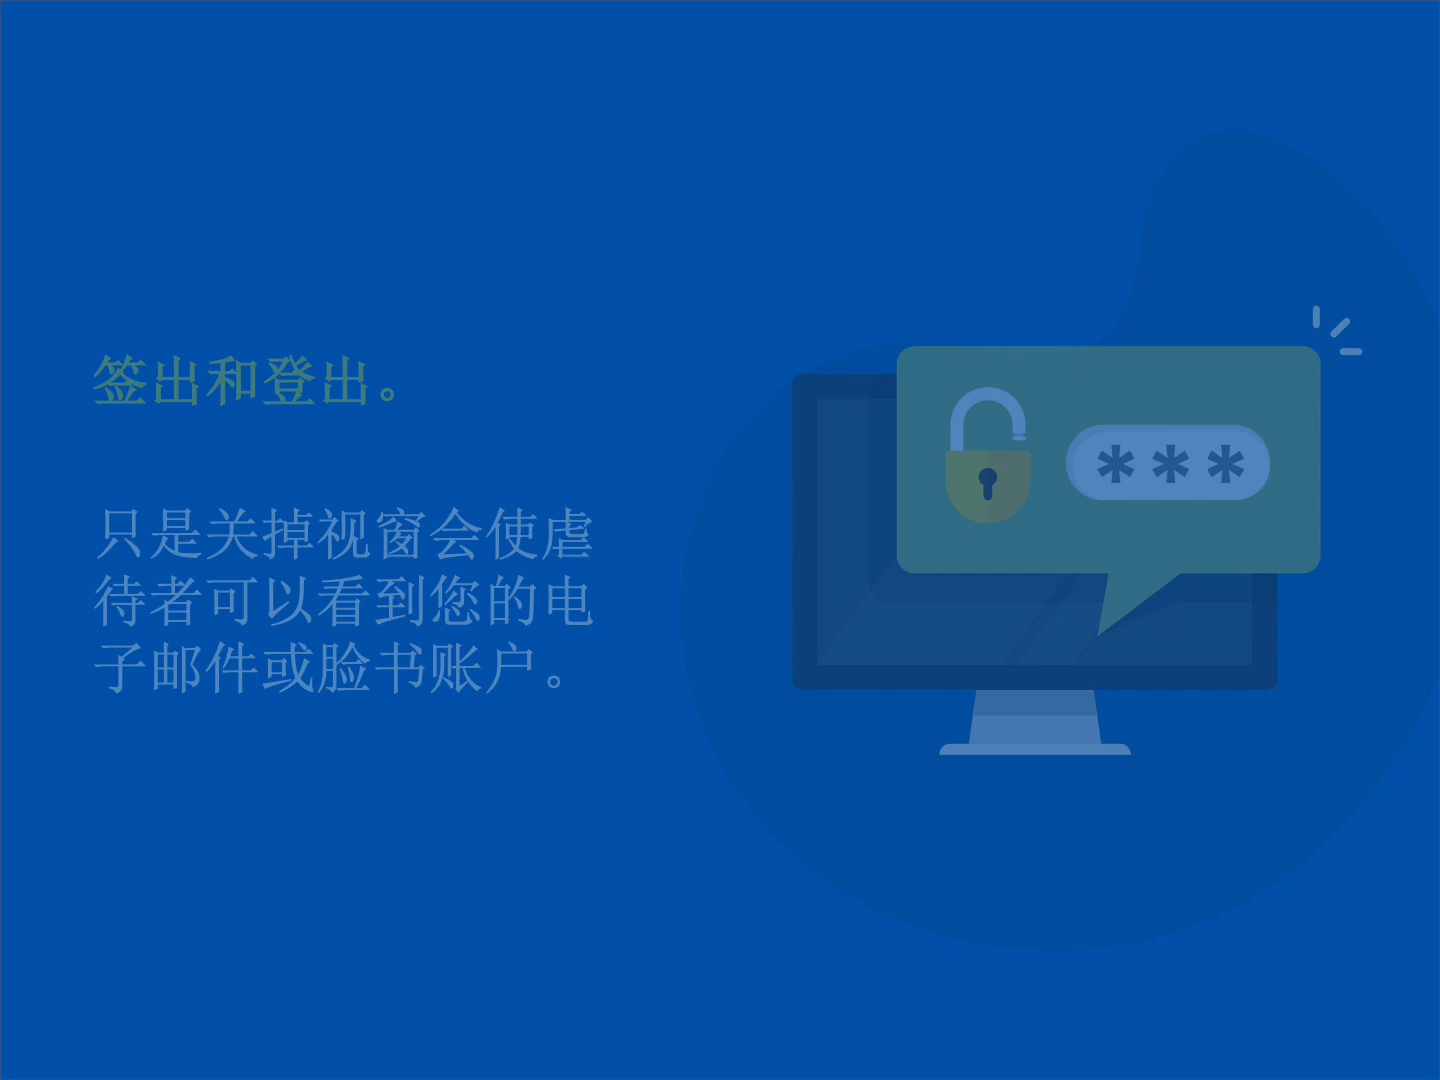 签出和登出。
只是关掉视窗会使虐
待者可以看到您的电
子邮件或脸书账户。
***